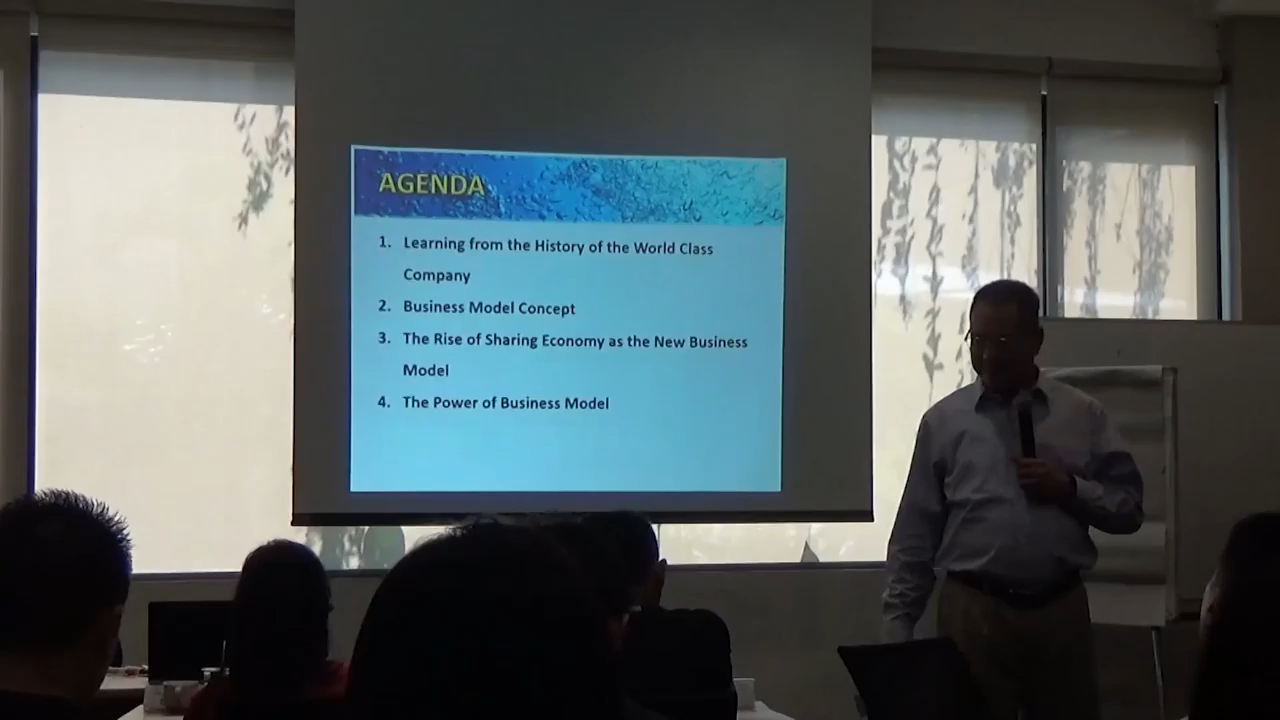 AGENDA
1. Learning from the History of the World Class
Company
2. Business Model Concept
3. The Rise of Sharing Economy as the New Business
Model
4. The Power of Business Model